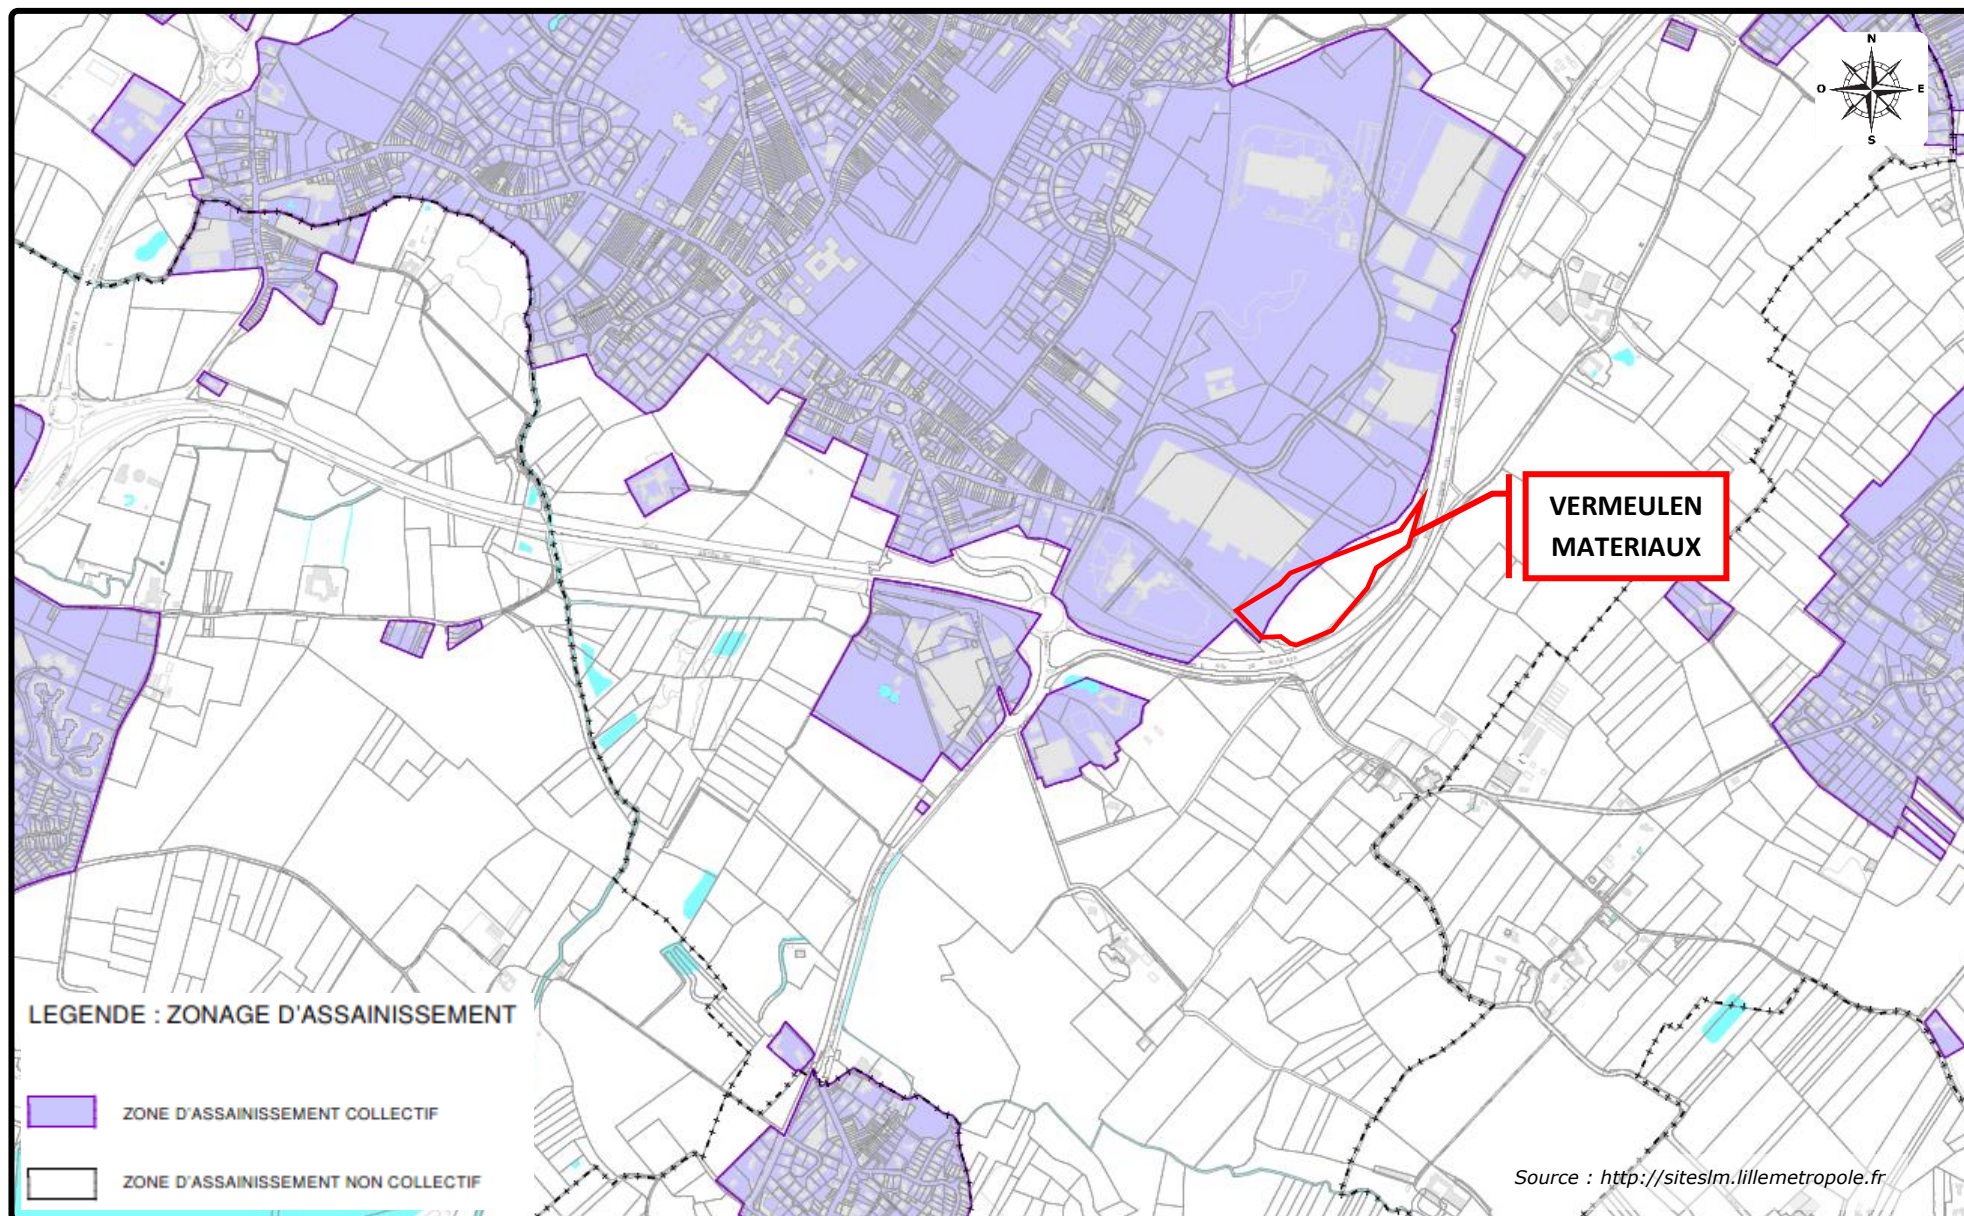 N
O
E
S
VERMEULEN
MATERIAUX
LEGENDE : ZONAGE D'ASSAINISSEMENT
ZONE D'ASSAINISSEMENT COLLECTIF
ZONE D'ASSAINISSEMENT NON COLLECTIF
Source : http://siteslm.lillemetropole.fr